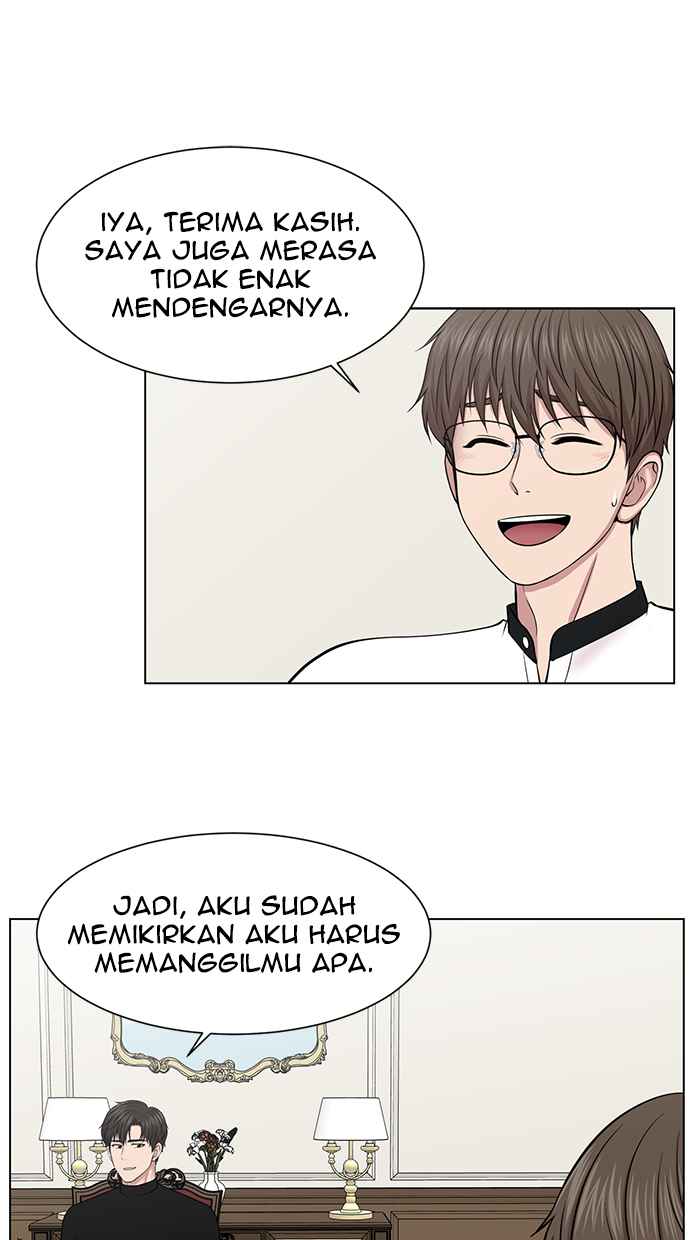 IYA, TERIMA KASIH.
SAYA JUGA MERASA
TIDAK ENAK
MENDENGARNYA.
JADI, AKU SUDAH
MEMIKIRKAN AKU HARUS
MEMANGGILMU APA.